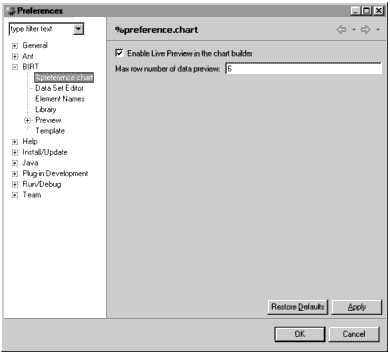 Preferences
type filter text
General
Ant
BIRT
%preference.chart
Data Set Editor
Element Names
Library
Preview
Template
Help
Install/Update
Java
Plug-in Development
Run/Debug
Team
%preference.chart
Enable Live Preview in the chart builder
Max row number of data preview: 6
Restore Defaults
Apply
OK
Cancel